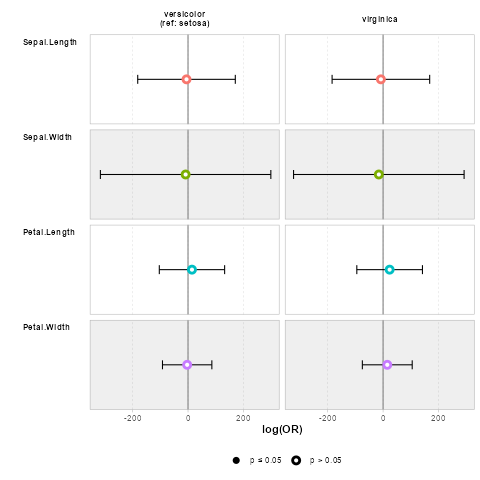 versicolor
(ref: setosa)
virginica
Sepal.Length
Sepal.Width
Petal.Length
Petal.Width
-200 0 200 -200 0 200
log(OR)
p ≤ 0.05 p > 0.05